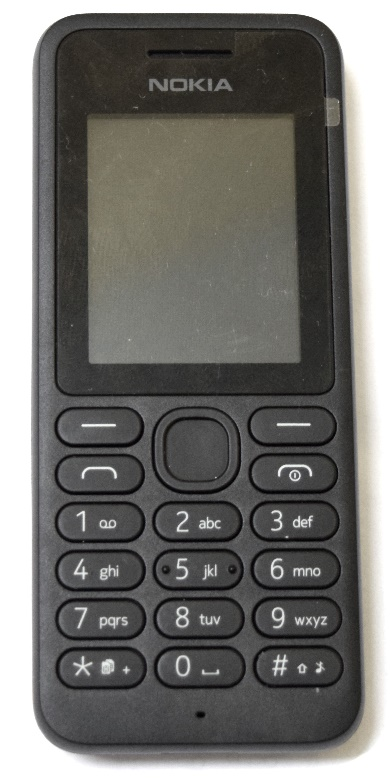 NOKIA
1 2 abc 3 def
4 ghi 5 jkl 6 mno
7 pqrs 8 tuv 9 wxyz
* + 0 #